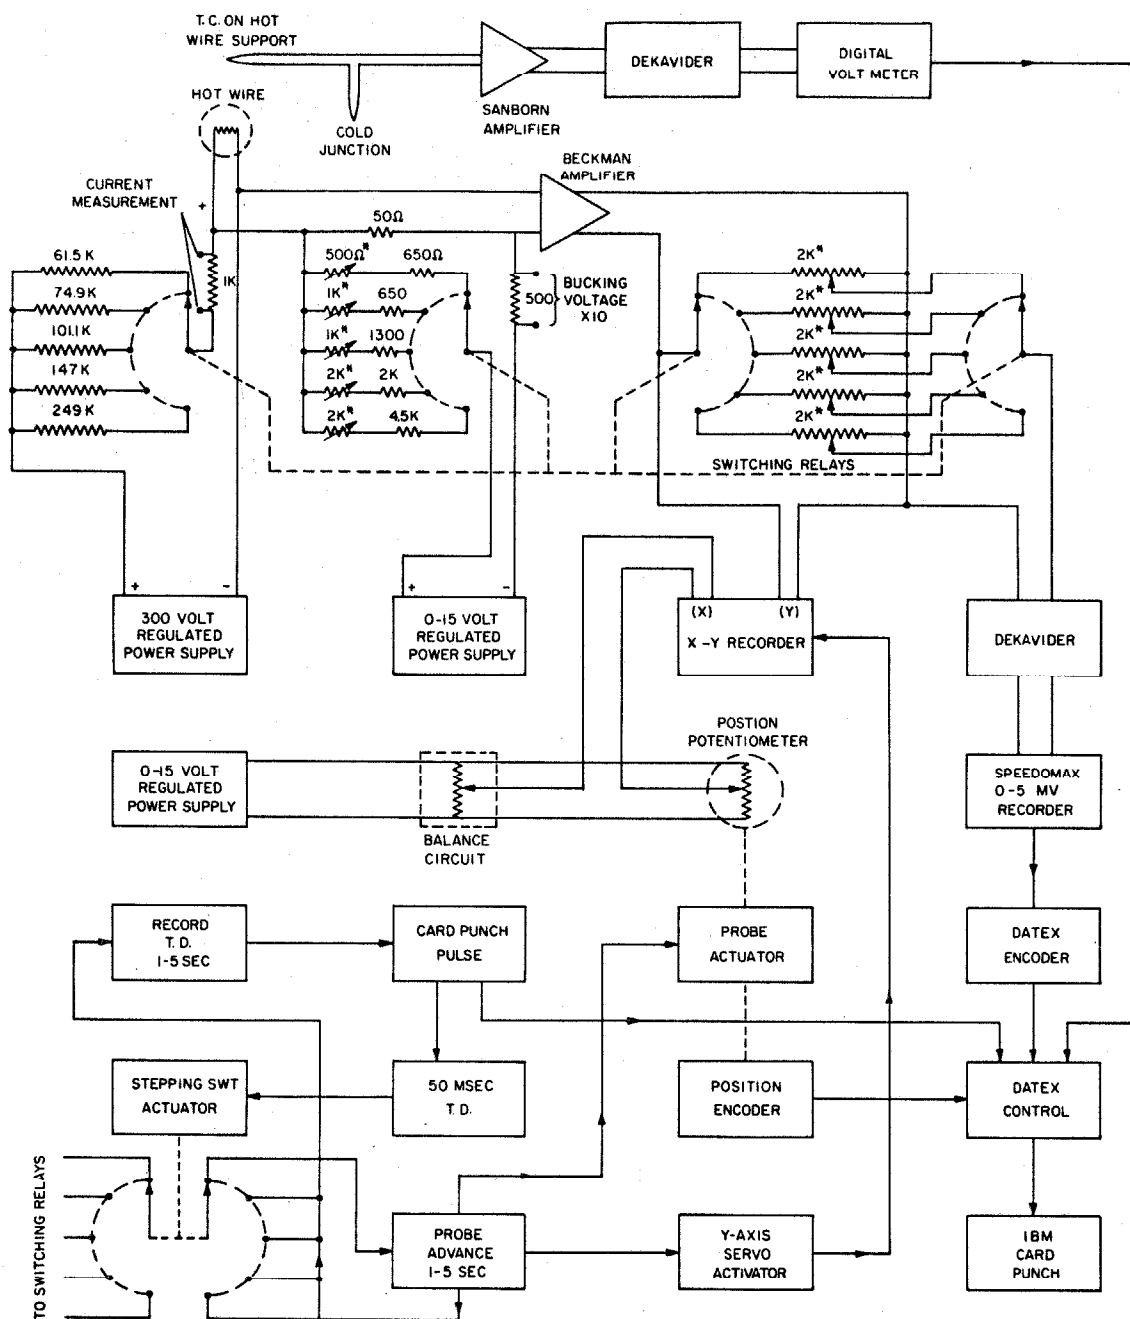 T.C. ON HOT
WIRE SUPPORT
DEKAVIDER
DIGITAL
VOLT METER
HOT WIRE
SANBORN
AMPLIFIER
COLD
JUNCTION
BECKMAN
AMPLIFIER
CURRENT
MEASUREMENT
+
50Ω
61.5 K
500Ω*
650Ω
2K*
1K
500
BUCKING
VOLTAGE
X10
74.9K
1K*
650
2K*
101.1K
1K*
1300
2K*
147K
2K*
2K
2K*
249K
2K*
4.5K
2K*
SWITCHING RELAYS
+
-
+
-
300 VOLT
REGULATED
POWER SUPPLY
0-15 VOLT
REGULATED
POWER SUPPLY
(X)
(Y)
X-Y RECORDER
DEKAVIDER
POSTION
POTENTIOMETER
0-15 VOLT
REGULATED
POWER SUPPLY
BALANCE
CIRCUIT
SPEEDOMAX
0-5 MV
RECORDER
RECORD
T. D.
1-5 SEC
CARD PUNCH
PULSE
PROBE
ACTUATOR
DATEX
ENCODER
STEPPING SWT
ACTUATOR
50 MSEC
T. D.
POSITION
ENCODER
DATEX
CONTROL
TO SWITCHING RELAYS
PROBE
ADVANCE
1-5 SEC
Y-AXIS
SERVO
ACTIVATOR
IBM
CARD
PUNCH